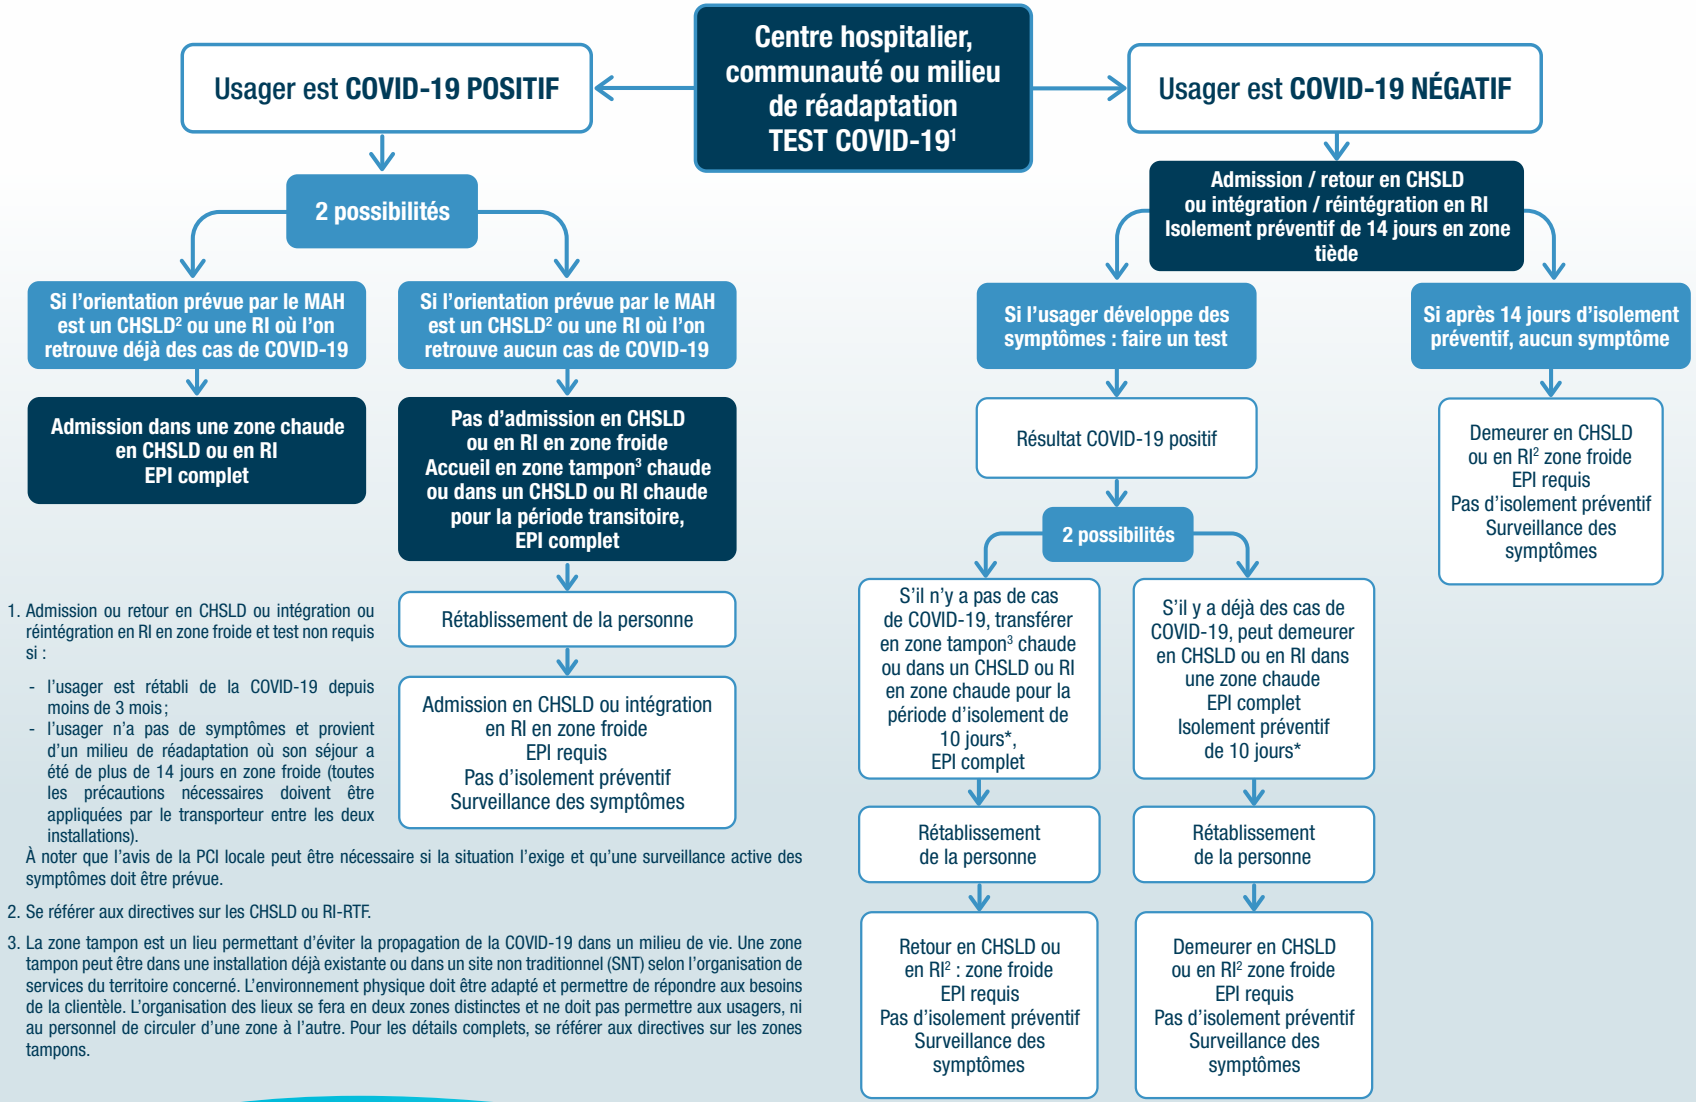 Centre hospitalier,
communauté ou milieu
de réadaptation
TEST COVID-19¹
Usager est COVID-19 POSITIF
2 possibilités
Si l'orientation prévue par le MAH
est un CHSLD² ou une RI où l'on
retrouve déjà des cas de COVID-19
Admission dans une zone chaude
en CHSLD ou en RI
EPI complet
Si l'orientation prévue par le MAH
est un CHSLD² ou une RI où l'on
retrouve aucun cas de COVID-19
Pas d'admission en CHSLD
ou en RI en zone froide
Accueil en zone tampon³ chaude
ou dans un CHSLD ou RI chaude
pour la période transitoire,
EPI complet
Rétablissement de la personne
Admission en CHSLD ou intégration
en RI en zone froide
EPI requis
Pas d'isolement préventif
Surveillance des symptômes
Usager est COVID-19 NÉGATIF
Admission / retour en CHSLD
ou intégration / réintégration en RI
Isolement préventif de 14 jours en zone
tiède
Si l'usager développe des
symptômes : faire un test
Résultat COVID-19 positif
2 possibilités
S'il n'y a pas de cas
de COVID-19, transférer
en zone tampon³ chaude
ou dans un CHSLD ou RI
en zone chaude pour la
période d'isolement de
10 jours*,
EPI complet
Rétablissement
de la personne
Retour en CHSLD ou
en RI² : zone froide
EPI requis
Pas d'isolement préventif
Surveillance des
symptômes
S'il y a déjà des cas de
COVID-19, peut demeurer
en CHSLD ou en RI dans
une zone chaude
EPI complet
Isolement préventif
de 10 jours*
Rétablissement
de la personne
Demeurer en CHSLD
ou en RI² zone froide
EPI requis
Pas d'isolement préventif
Surveillance des
symptômes
Si après 14 jours d'isolement
préventif, aucun symptôme
Demeurer en CHSLD
ou en RI² zone froide
EPI requis
Pas d'isolement préventif
Surveillance des
symptômes
1. Admission ou retour en CHSLD ou intégration ou
réintégration en RI en zone froide et test non requis
si :
- l'usager est rétabli de la COVID-19 depuis
moins de 3 mois ;
- l'usager n'a pas de symptômes et provient
d'un milieu de réadaptation où son séjour a
été de plus de 14 jours en zone froide (toutes
les précautions nécessaires doivent être
appliquées par le transporteur entre les deux
installations).
À noter que l'avis de la PCI locale peut être nécessaire si la situation l'exige et qu'une surveillance active des
symptômes doit être prévue.
2. Se référer aux directives sur les CHSLD ou RI-RTF.
3. La zone tampon est un lieu permettant d'éviter la propagation de la COVID-19 dans un milieu de vie. Une zone
tampon peut être dans une installation déjà existante ou dans un site non traditionnel (SNT) selon l'organisation de
services du territoire concerné. L'environnement physique doit être adapté et permettre de répondre aux besoins
de la clientèle. L'organisation des lieux se fera en deux zones distinctes et ne doit pas permettre aux usagers, ni
au personnel de circuler d'une zone à l'autre. Pour les détails complets, se référer aux directives sur les zones
tampons.